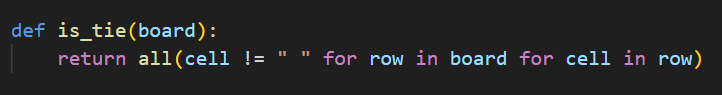 def is_tie(board):
    return all(cell != " " for row in board for cell in row)